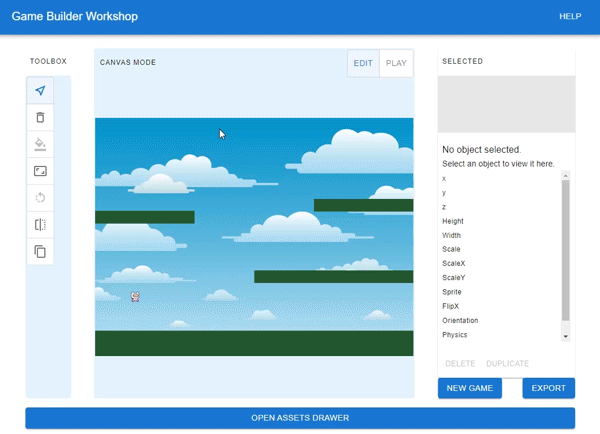 Game Builder Workshop
HELP
TOOLBOX
CANVAS MODE
EDIT
PLAY
SELECTED
No object selected.
Select an object to view it here.
x
y
z
Height
Width
Scale
ScaleX
ScaleY
Sprite
FlipX
Orientation
Physics
DELETE
DUPLICATE
NEW GAME
EXPORT
OPEN ASSETS DRAWER